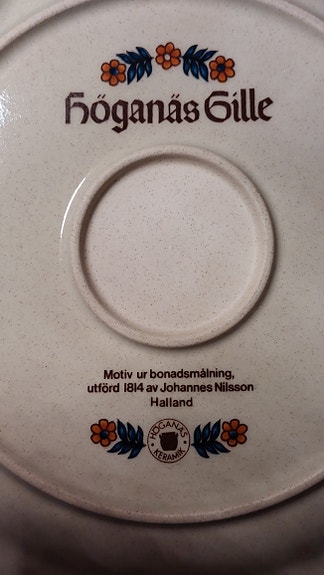 Höganäs Gille
Motiv ur bonadsmålning,
utförd 1814 av Johannes Nilsson
Halland
HÖGANÄS
KERAMIK